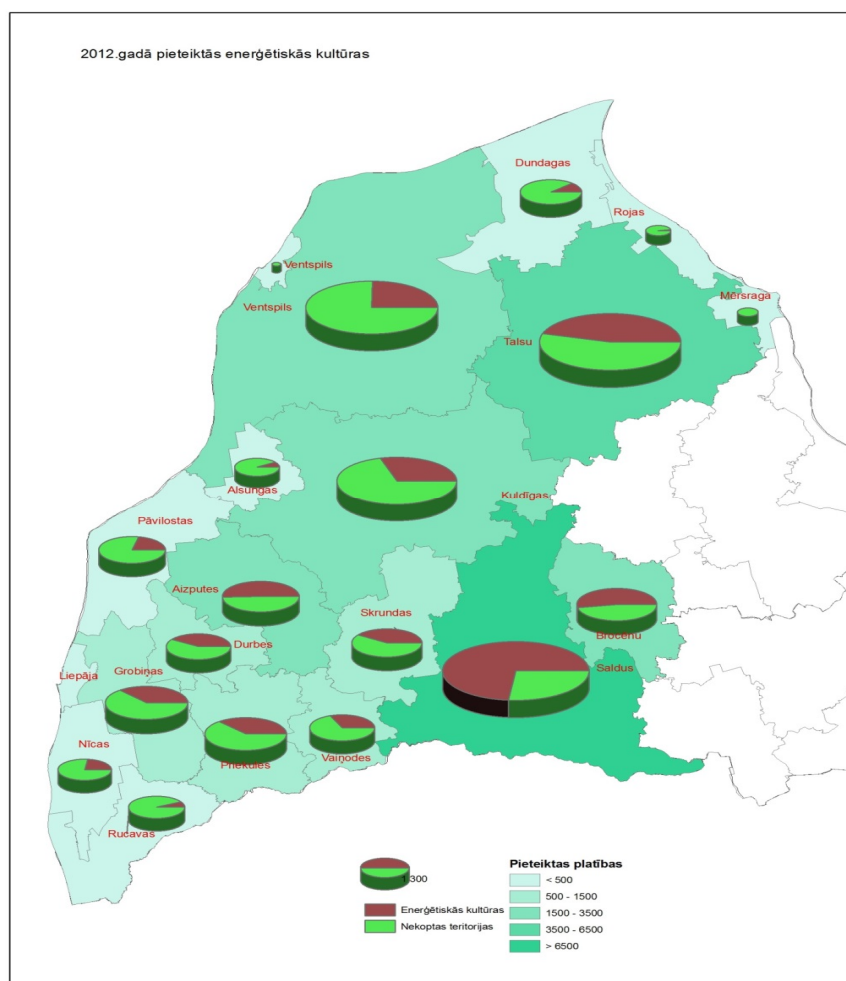 2012.gadā pieteiktās enerģētiskās kultūras
Dundagas
Rojas
Ventspils
Mērsraga
Ventspils
Talsu
Alsungas
Kuldīgas
Pāvilostas
Aizputes
Skrundas
Durbes
Brocēnu
Liepāja
Grobiņas
Saldus
Nīcas
Priekules
Vaiņodes
Rucavas
Pieteiktas platības
1 300
< 500
500 - 1500
Enerģētiskās kultūras
1500 - 3500
Nekoptas teritorijas
3500 - 6500
> 6500